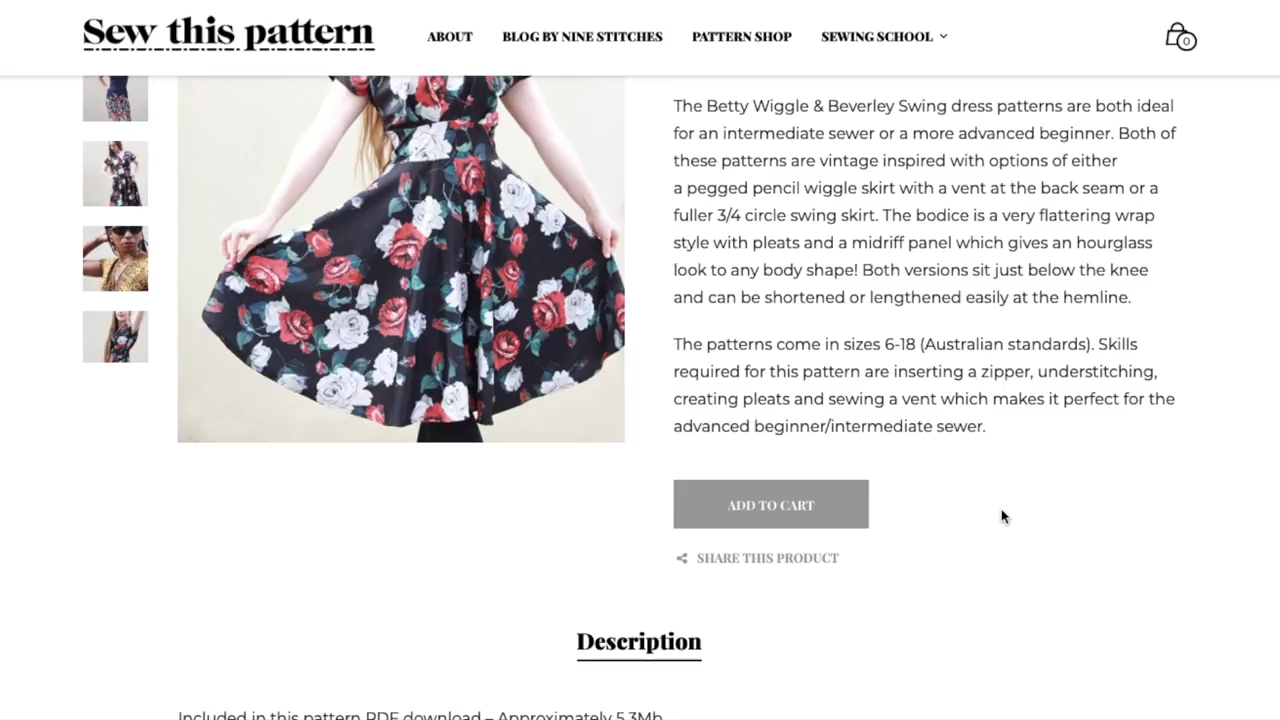 Sew this pattern
ABOUT
BLOG BY NINE STITCHES
PATTERN SHOP
SEWING SCHOOL
0
The Betty Wiggle & Beverley Swing dress patterns are both ideal
for an intermediate sewer or a more advanced beginner. Both of
these patterns are vintage inspired with options of either
a pegged pencil wiggle skirt with a vent at the back seam or a
fuller 3/4 circle swing skirt. The bodice is a very flattering wrap
style with pleats and a midriff panel which gives an hourglass
look to any body shape! Both versions sit just below the knee
and can be shortened or lengthened easily at the hemline.
The patterns come in sizes 6-18 (Australian standards). Skills
required for this pattern are inserting a zipper, understitching,
creating pleats and sewing a vent which makes it perfect for the
advanced beginner/intermediate sewer.
ADD TO CART
SHARE THIS PRODUCT
Description
Included in this pattern PDF download – Approximately 5.3Mb